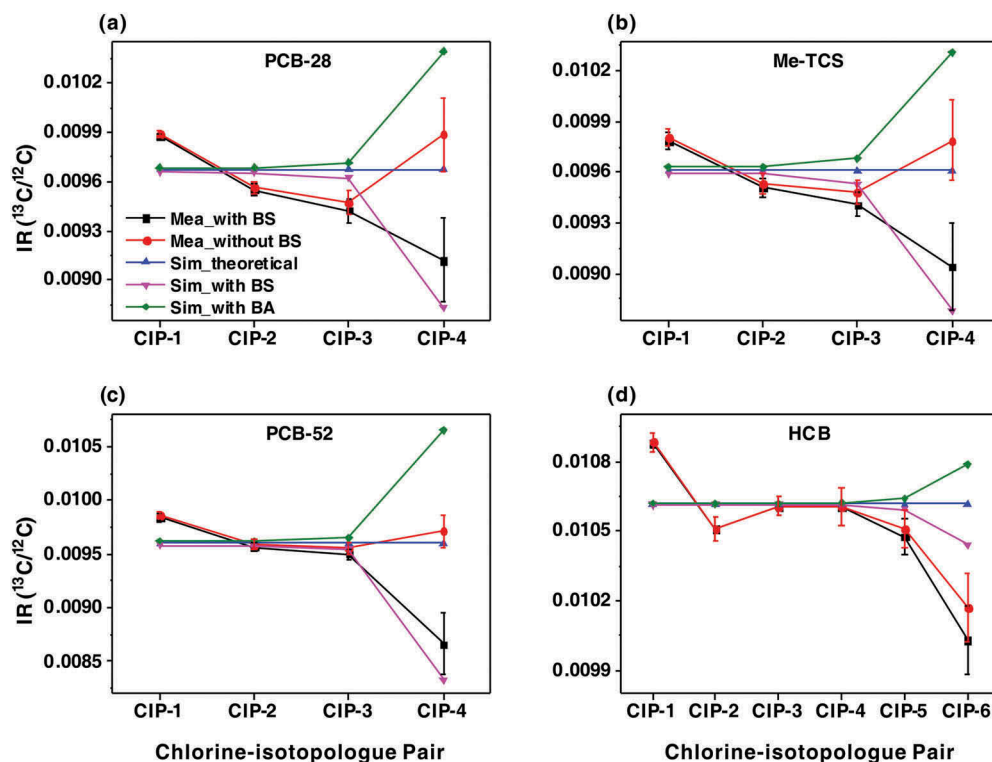 (a)
PCB-28
IR (¹³C/¹²C)
0.0102
0.0099
0.0096
0.0093
0.0090
Mea_with BS
Mea_without BS
Sim_theoretical
Sim_with BS
Sim_with BA
CIP-1 CIP-2 CIP-3 CIP-4
(b)
Me-TCS
0.0102
0.0099
0.0096
0.0093
0.0090
CIP-1 CIP-2 CIP-3 CIP-4
(c)
PCB-52
IR (¹³C/¹²C)
0.0105
0.0100
0.0095
0.0090
0.0085
CIP-1 CIP-2 CIP-3 CIP-4
Chlorine-isotopologue Pair
(d)
HCB
0.0108
0.0105
0.0102
0.0099
CIP-1 CIP-2 CIP-3 CIP-4 CIP-5 CIP-6
Chlorine-isotopologue Pair